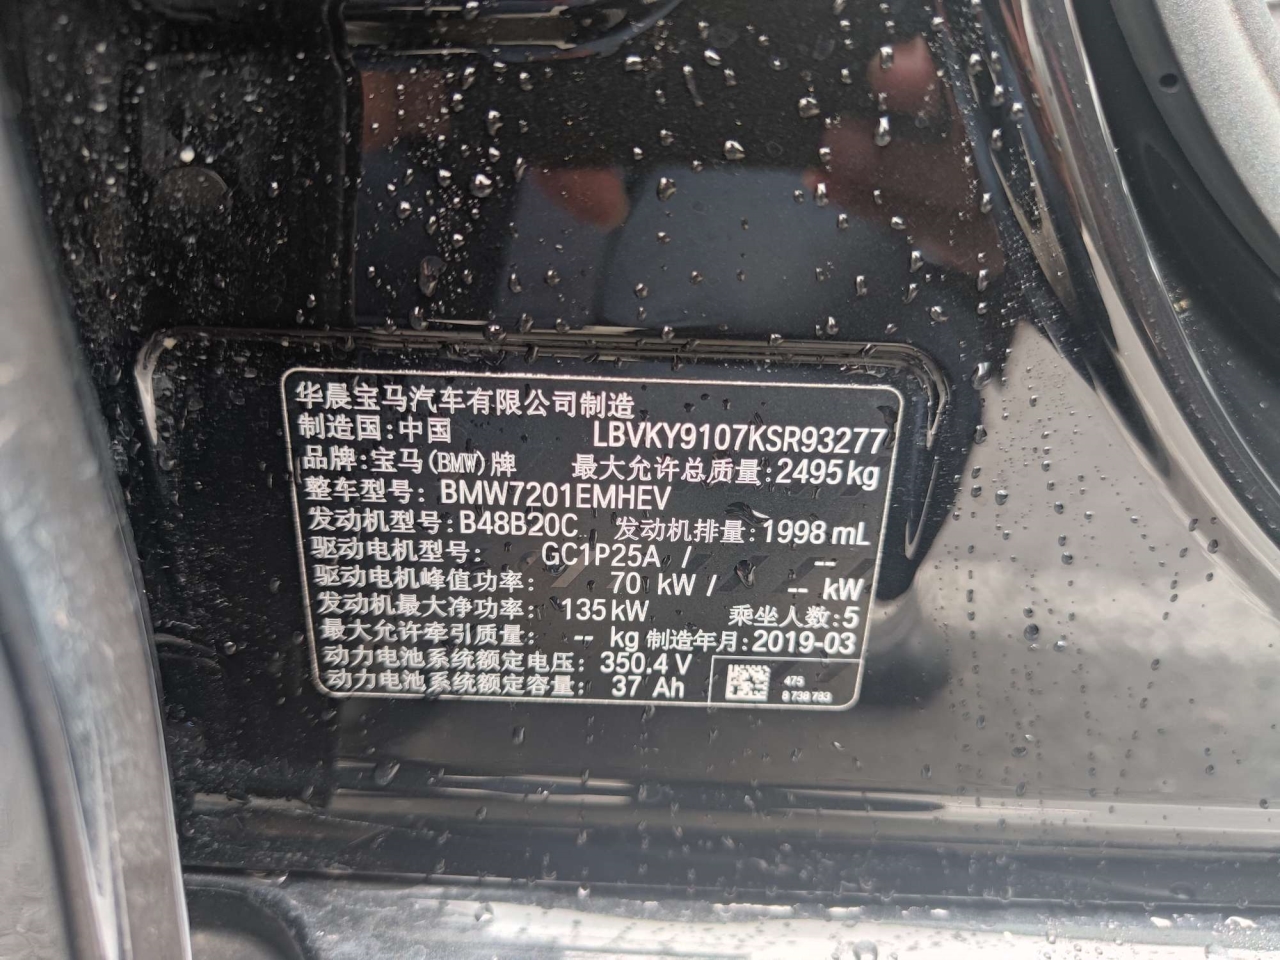 华晨宝马汽车有限公司制造
制造国:中国 LBVKY9107KSR93277
品牌:宝马(BMW)牌 最大允许总质量:2495kg
整车型号: BMW7201EMHEV
发动机型号:B48B20C 发动机排量:1998mL
驱动电机型号: GC1P25A / --
驱动电机峰值功率: 70 kW / -- kW
发动机最大净功率: 135kW 乘坐人数:5
最大允许牵引质量: -- kg 制造年月:2019-03
动力电池系统额定电压: 350.4 V
动力电池系统额定容量: 37 Ah
475
8 738 783